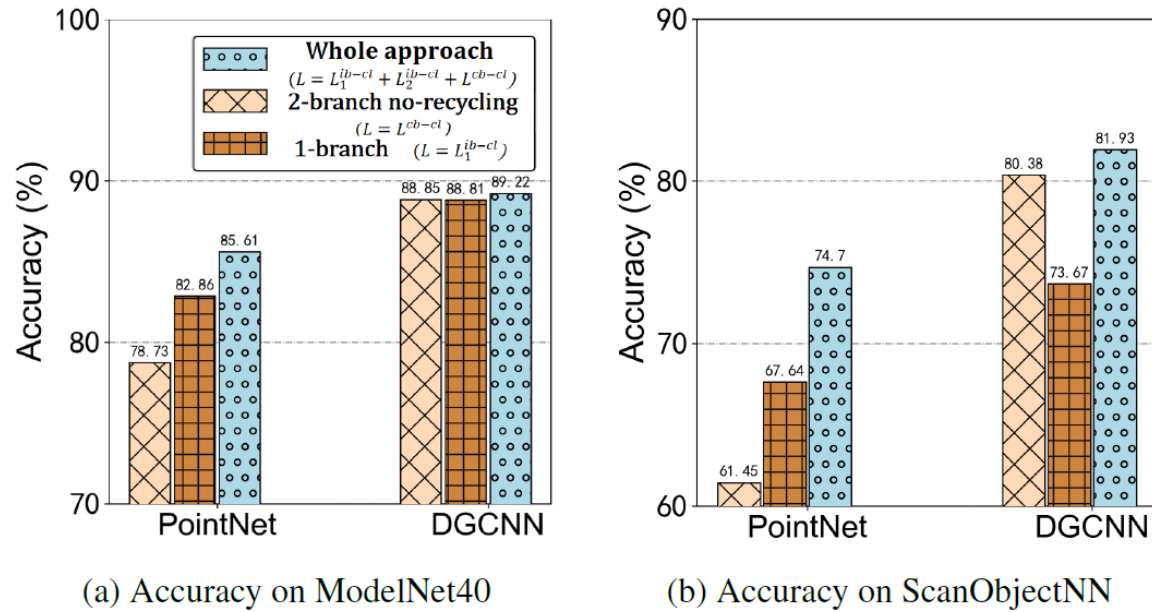 100
90
80
70
Accuracy (%)
Whole approach
(L = L_1^{ib-cl} + L_2^{ib-cl} + L^{cb-cl})
2-branch no-recycling
(L = L^{cb-cl})
1-branch (L = L_1^{ib-cl})
78.73
82.86
85.61
88.85
88.81
89.22
PointNet
DGCNN
(a) Accuracy on ModelNet40
90
80
70
60
Accuracy (%)
61.45
67.64
74.7
80.38
73.67
81.93
PointNet
DGCNN
(b) Accuracy on ScanObjectNN